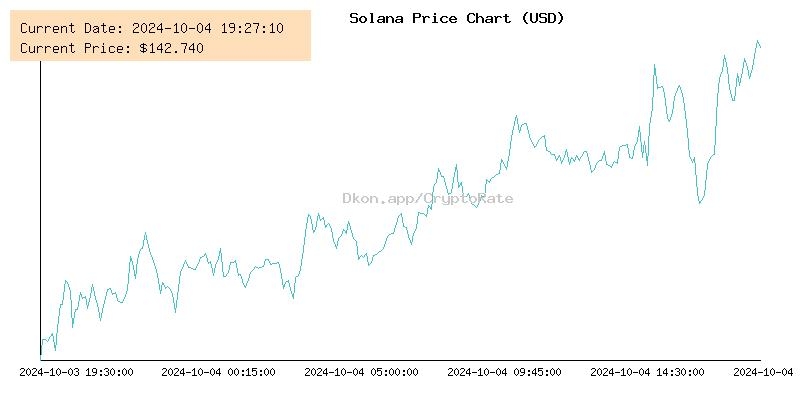 Solana Price Chart (USD)
Current Date: 2024-10-04 19:27:10
Current Price: $142.740
Dkon.app/CryptoRate
2024-10-03 19:30:00
2024-10-04 00:15:00
2024-10-04 05:00:00
2024-10-04 09:45:00
2024-10-04 14:30:00
2024-10-04